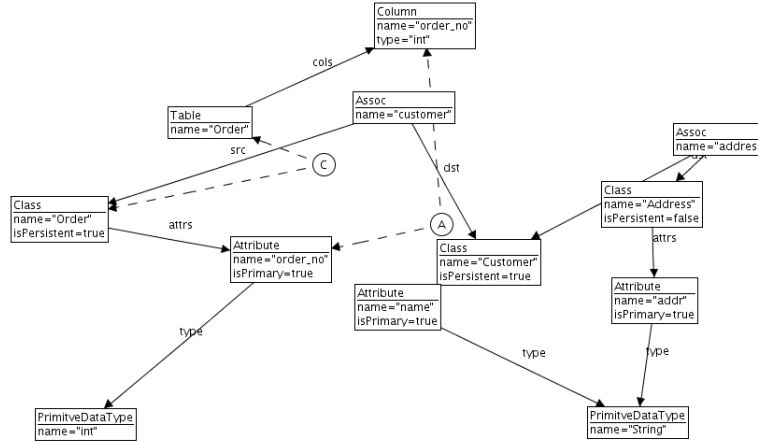 Column
name="order_no"
type="int"
cols
Assoc
name="customer"
Table
name="Order"
Assoc
name="address
src
C
dst
Class
name="Address"
isPersistent=false
Class
name="Order"
isPersistent=true
attrs
A
attrs
Attribute
name="order_no"
isPrimary=true
Class
name="Customer"
isPersistent=true
Attribute
name="name"
isPrimary=true
Attribute
name="addr"
isPrimary=true
type
type
type
PrimitveDataType
name="int"
PrimitveDataType
name="String"